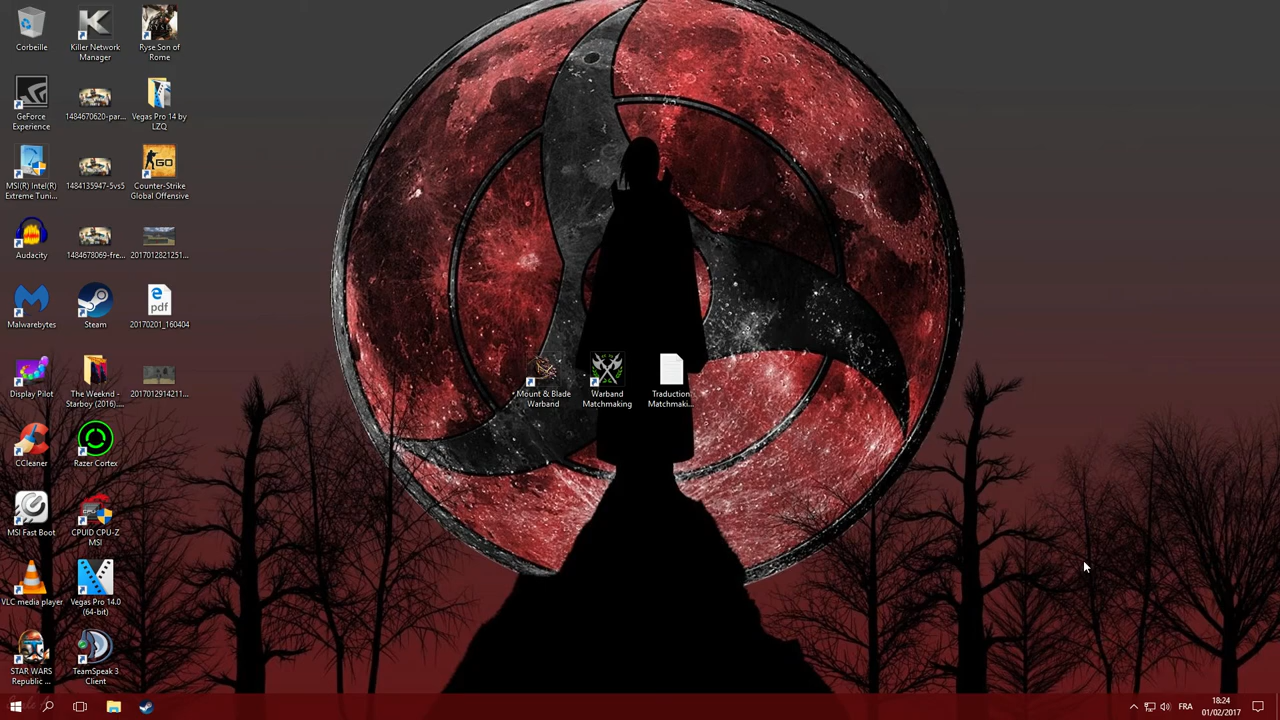 Corbeille
Killer Network
Manager
Ryse Son of
Rome
GeForce
Experience
1484670620-par...
Vegas Pro 14 by
LZQ
MSI(R) Intel(R)
Extreme Tuni...
1484135947-5vs5
GO
Counter-Strike
Global Offensive
Audacity
1484678069-fre...
2017012821251...
Malwarebytes
Steam
pdf
20170201_160404
Display Pilot
The Weeknd -
Starboy (2016)....
2017012914211...
Mount & Blade
Warband
Warband
Matchmaking
Traduction
Matchmaki...
CCleaner
Razer Cortex
MSI Fast Boot
CPUID CPU-Z
MSI
VLC media player
Vegas Pro 14.0
(64-bit)
STAR WARS
Republic ...
TeamSpeak 3
Client
FRA
18:24
01/02/2017